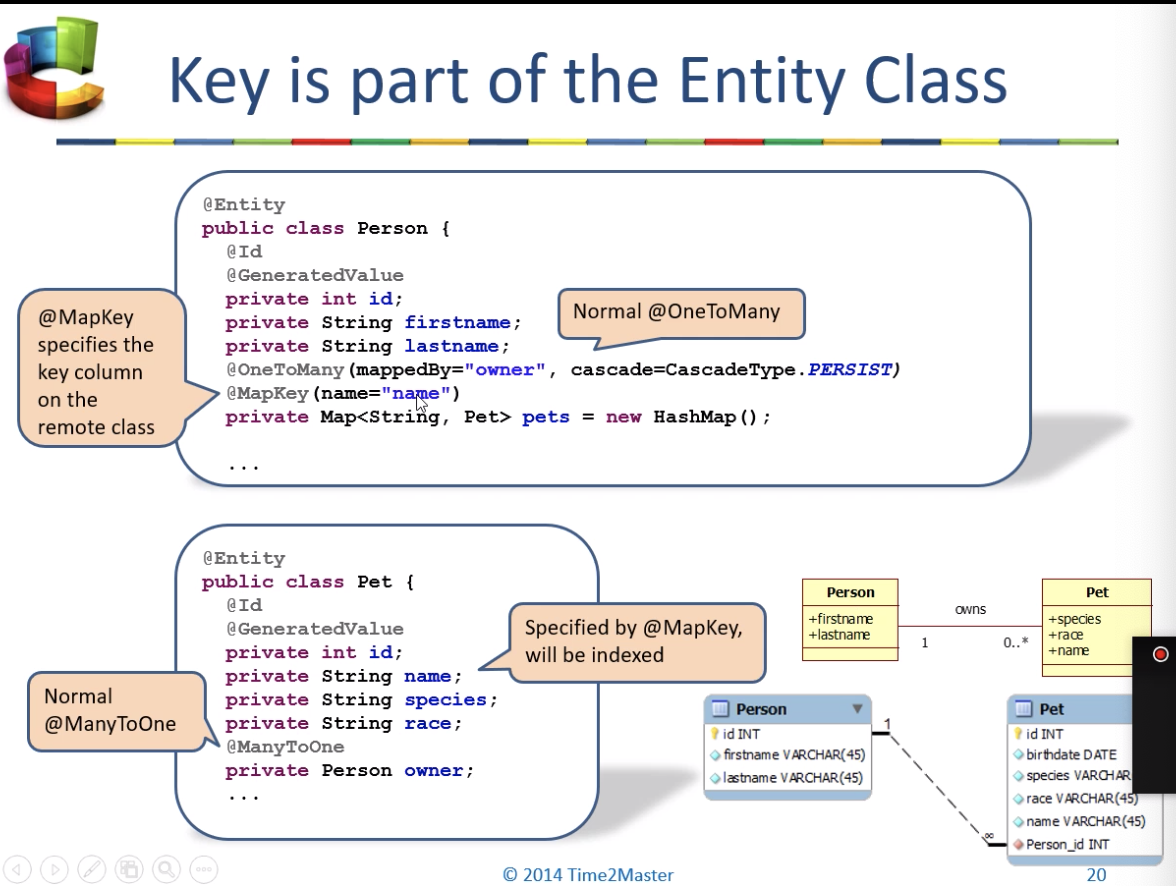 Key is part of the Entity Class
@Entity
public class Person {
@Id
@GeneratedValue
private int id;
private String firstname;
private String lastname;
@OneToMany(mappedBy="owner", cascade=CascadeType.PERSIST)
@MapKey(name="name")
private Map<String, Pet> pets = new HashMap();
...
@MapKey
specifies the
key column
on the
remote class
Normal @OneToMany
@Entity
public class Pet {
@Id
@GeneratedValue
private int id;
private String name;
private String species;
private String race;
@ManyToOne
private Person owner;
...
Specified by @MapKey,
will be indexed
Normal
@ManyToOne
Person
+firstname
+lastname
owns
1
0..*
Pet
+species
+race
+name
Person
id INT
firstname VARCHAR(45)
lastname VARCHAR(45)
1
∞
Pet
id INT
birthdate DATE
species VARCHAR
race VARCHAR(45)
name VARCHAR(45)
Person_id INT
© 2014 Time2Master
20